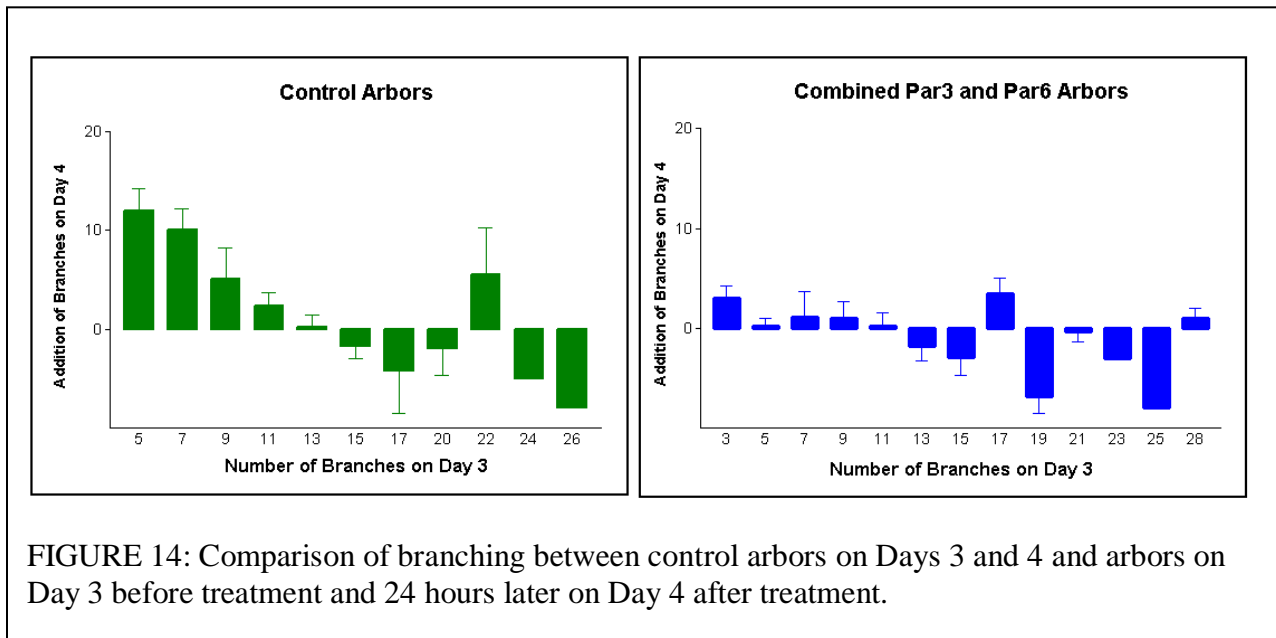 Control Arbors
20
10
0
Addition of Branches on Day 4
5 7 9 11 13 15 17 20 22 24 26
Number of Branches on Day 3
Combined Par3 and Par6 Arbors
20
10
0
Addition of Branches on Day 4
3 5 7 9 11 13 15 17 19 21 23 25 28
Number of Branches on Day 3
FIGURE 14: Comparison of branching between control arbors on Days 3 and 4 and arbors on
Day 3 before treatment and 24 hours later on Day 4 after treatment.